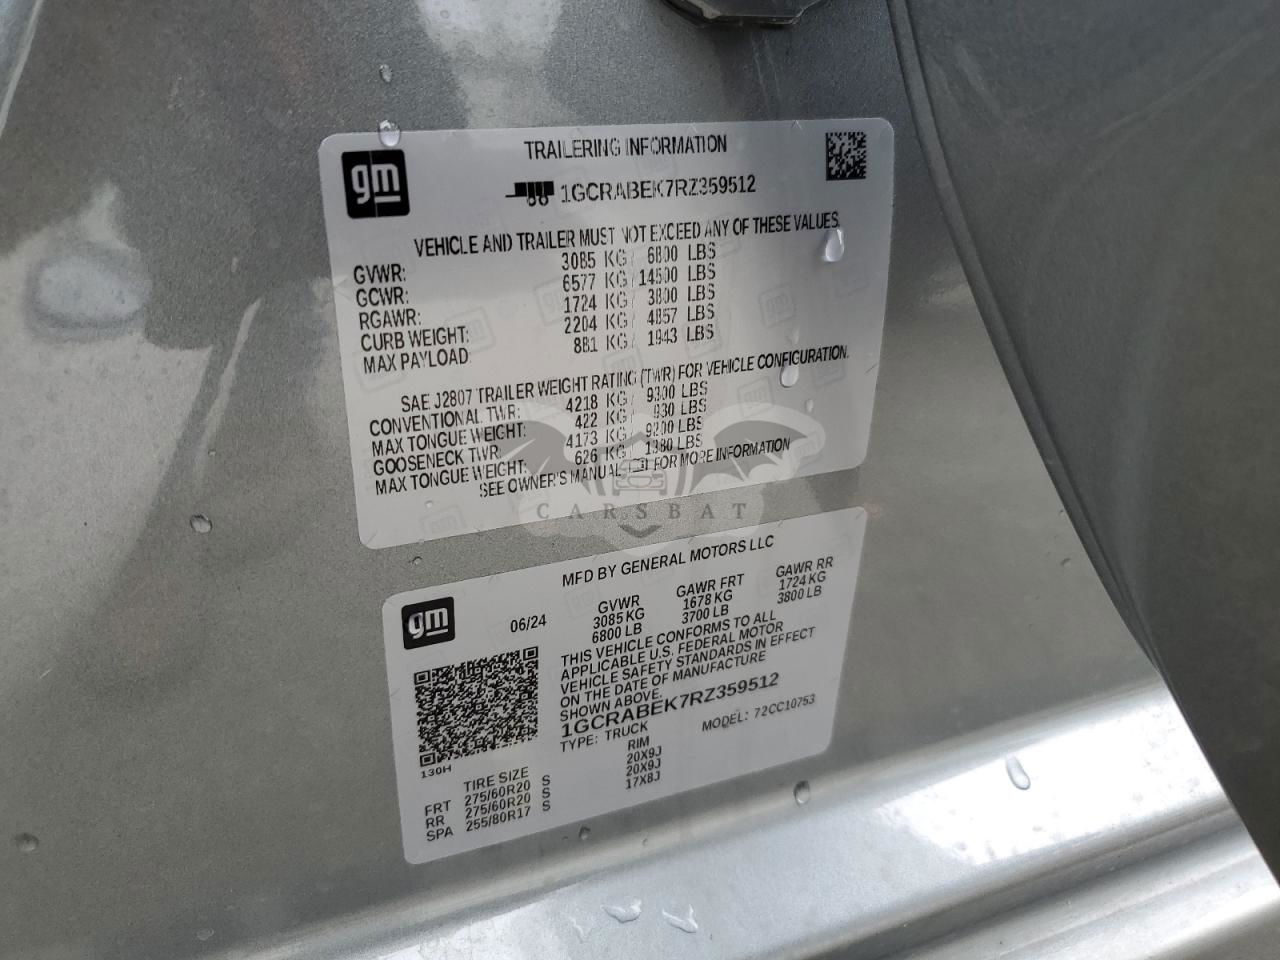 gm
TRAILERING INFORMATION
1GCRABEK7RZ359512
VEHICLE AND TRAILER MUST NOT EXCEED ANY OF THESE VALUES.
GVWR: 3085 KG / 6800 LBS
GCWR: 6577 KG / 14500 LBS
RGAWR: 1724 KG / 3800 LBS
CURB WEIGHT: 2204 KG / 4857 LBS
MAX PAYLOAD: 881 KG / 1943 LBS
SAE J2807 TRAILER WEIGHT RATING (TWR) FOR VEHICLE CONFIGURATION.
CONVENTIONAL TWR: 4218 KG / 9300 LBS
MAX TONGUE WEIGHT: 422 KG / 930 LBS
GOOSENECK TWR: 4173 KG / 9200 LBS
MAX TONGUE WEIGHT: 626 KG / 1380 LBS
SEE OWNER'S MANUAL FOR MORE INFORMATION
CARSBAT
MFD BY GENERAL MOTORS LLC
gm
06/24
GVWR GAWR FRT GAWR RR
3085 KG 1678 KG 1724 KG
6800 LB 3700 LB 3800 LB
THIS VEHICLE CONFORMS TO ALL
APPLICABLE U.S. FEDERAL MOTOR
VEHICLE SAFETY STANDARDS IN EFFECT
ON THE DATE OF MANUFACTURE
SHOWN ABOVE.
1GCRABEK7RZ359512
TYPE: TRUCK MODEL: 72CC10753
130H
TIRE SIZE RIM
FRT 275/60R20 S 20X9J
RR 275/60R20 S 20X9J
SPA 255/80R17 S 17X8J